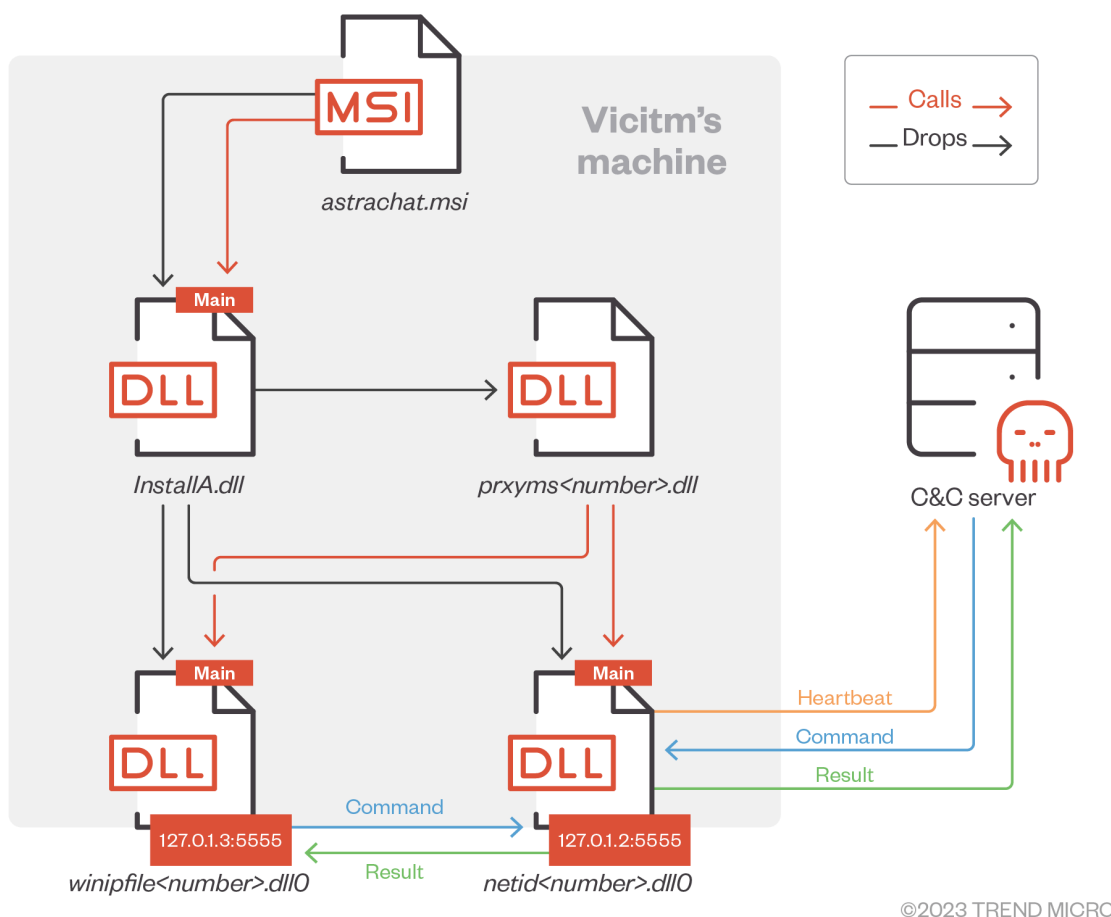 MSI
Vicitm's
machine
astrachat.msi
Calls
Drops
Main
DLL
InstallA.dll
DLL
prxyms<number>.dll
C&C server
Main
DLL
127.0.1.3:5555
winipfile<number>.dll0
Main
DLL
127.0.1.2:5555
netid<number>.dll0
Command
Result
Heartbeat
Command
Result
©2023 TREND MICRO